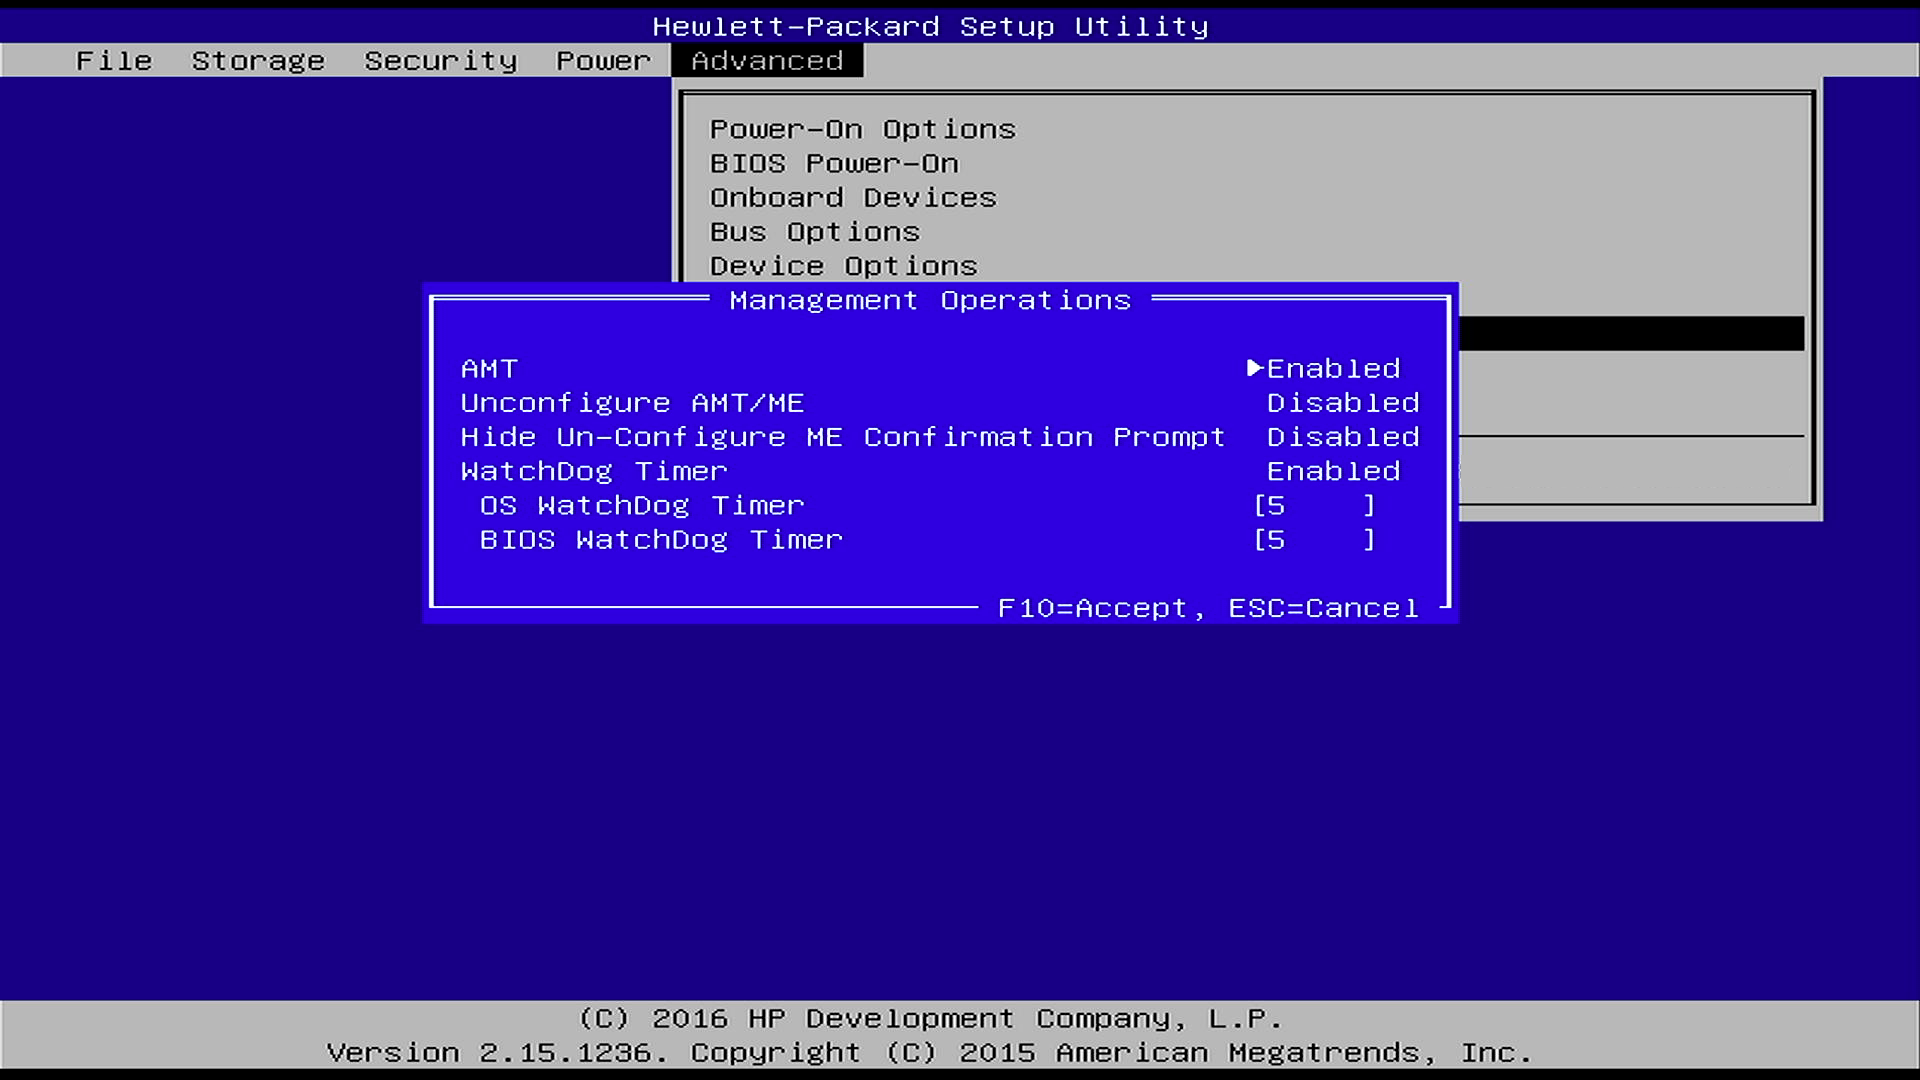 Hewlett-Packard Setup Utility
File Storage Security Power Advanced
Power-On Options
BIOS Power-On
Onboard Devices
Bus Options
Device Options
Management Operations
AMT ▶Enabled
Unconfigure AMT/ME Disabled
Hide Un-Configure ME Confirmation Prompt Disabled
WatchDog Timer Enabled
OS WatchDog Timer [5 ]
BIOS WatchDog Timer [5 ]
F10=Accept, ESC=Cancel
(C) 2016 HP Development Company, L.P.
Version 2.15.1236. Copyright (C) 2015 American Megatrends, Inc.